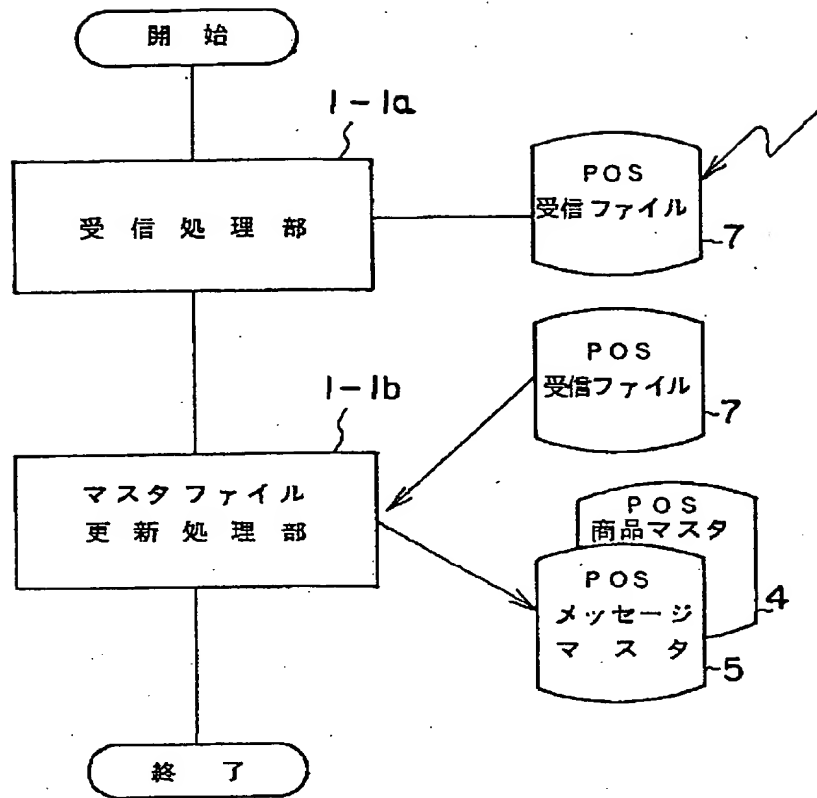 開始
1-1a
受信処理部
POS
受信ファイル
7
POS
受信ファイル
7
1-1b
マスタファイル
更新処理部
POS
商品マスタ
4
POS
メッセージ
マスタ
5
終了